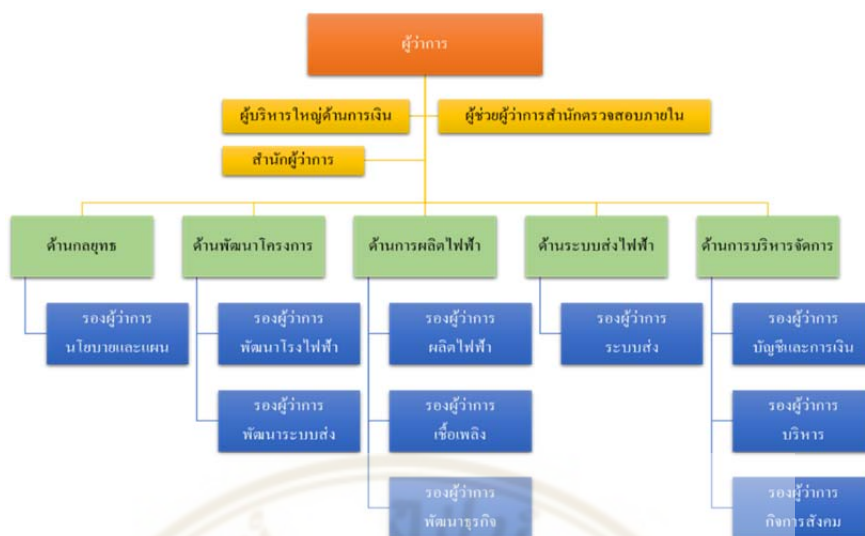 ผู้ว่าการ
ผู้บริหารใหญ่ด้านการเงิน
ผู้ช่วยผู้ว่าการสำนักตรวจสอบภายใน
สำนักผู้ว่าการ
ด้านกลยุทธ
ด้านพัฒนาโครงการ
ด้านการผลิตไฟฟ้า
ด้านระบบส่งไฟฟ้า
ด้านการบริหารจัดการ
รองผู้ว่าการ
นโยบายและแผน
รองผู้ว่าการ
พัฒนาโรงไฟฟ้า
รองผู้ว่าการ
ผลิตไฟฟ้า
รองผู้ว่าการ
ระบบส่ง
รองผู้ว่าการ
บัญชีและการเงิน
รองผู้ว่าการ
พัฒนาระบบส่ง
รองผู้ว่าการ
เชื้อเพลิง
รองผู้ว่าการ
บริหาร
รองผู้ว่าการ
พัฒนาธุรกิจ
รองผู้ว่าการ
กิจการสังคม